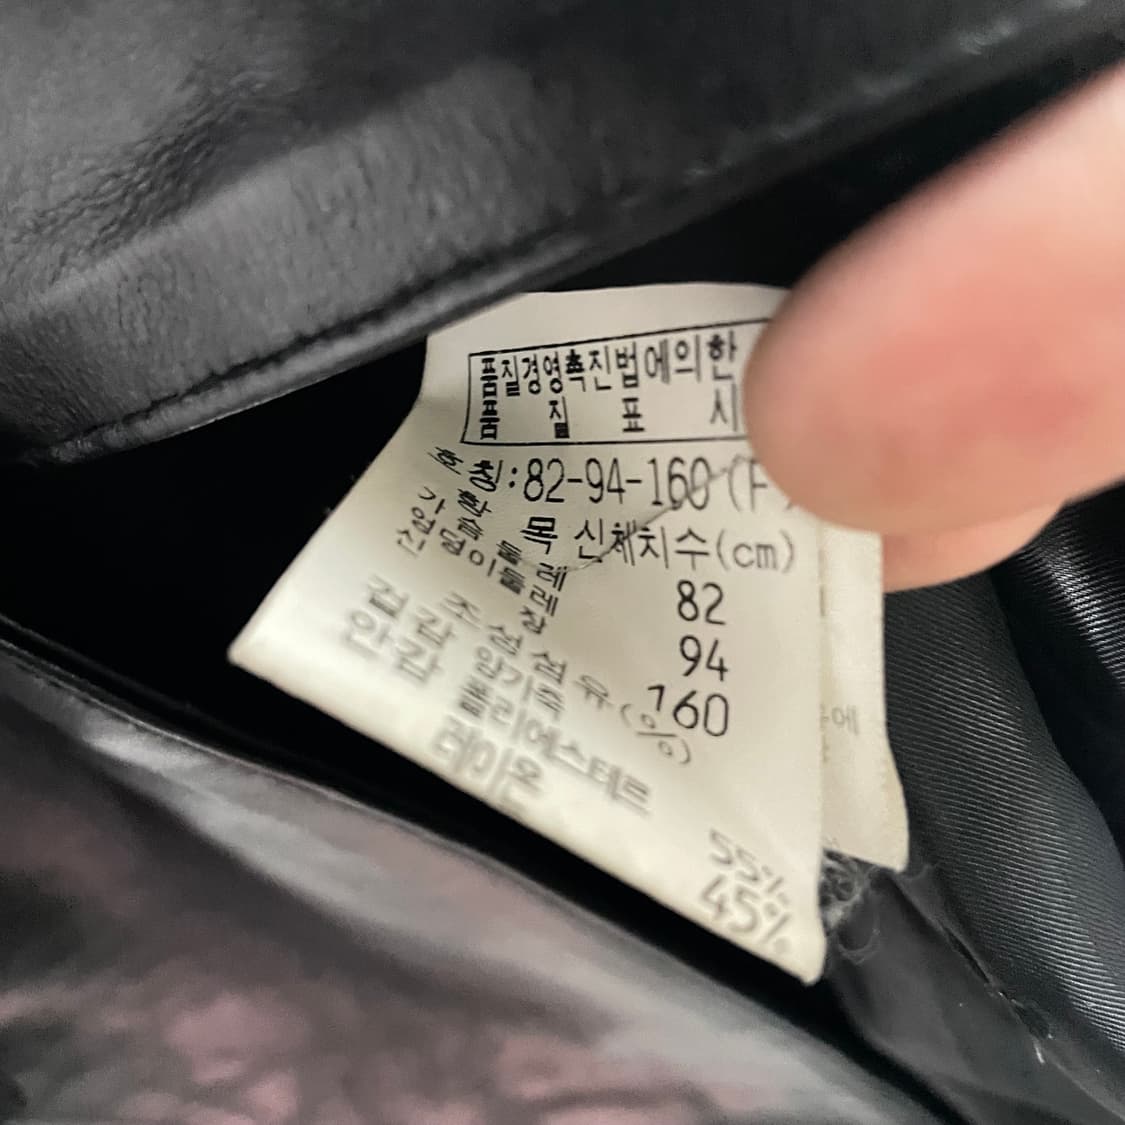 품질경영촉진법에의한
품 질 표 시
호 칭:82-94-160(F)
항 목 신체치수(cm)
가슴둘레 82
엉덩이둘레 94
신 장 160
조 성 섬 유 (%)
겉감 양가죽
안감 폴리에스테르 55%
레이온 45%
에